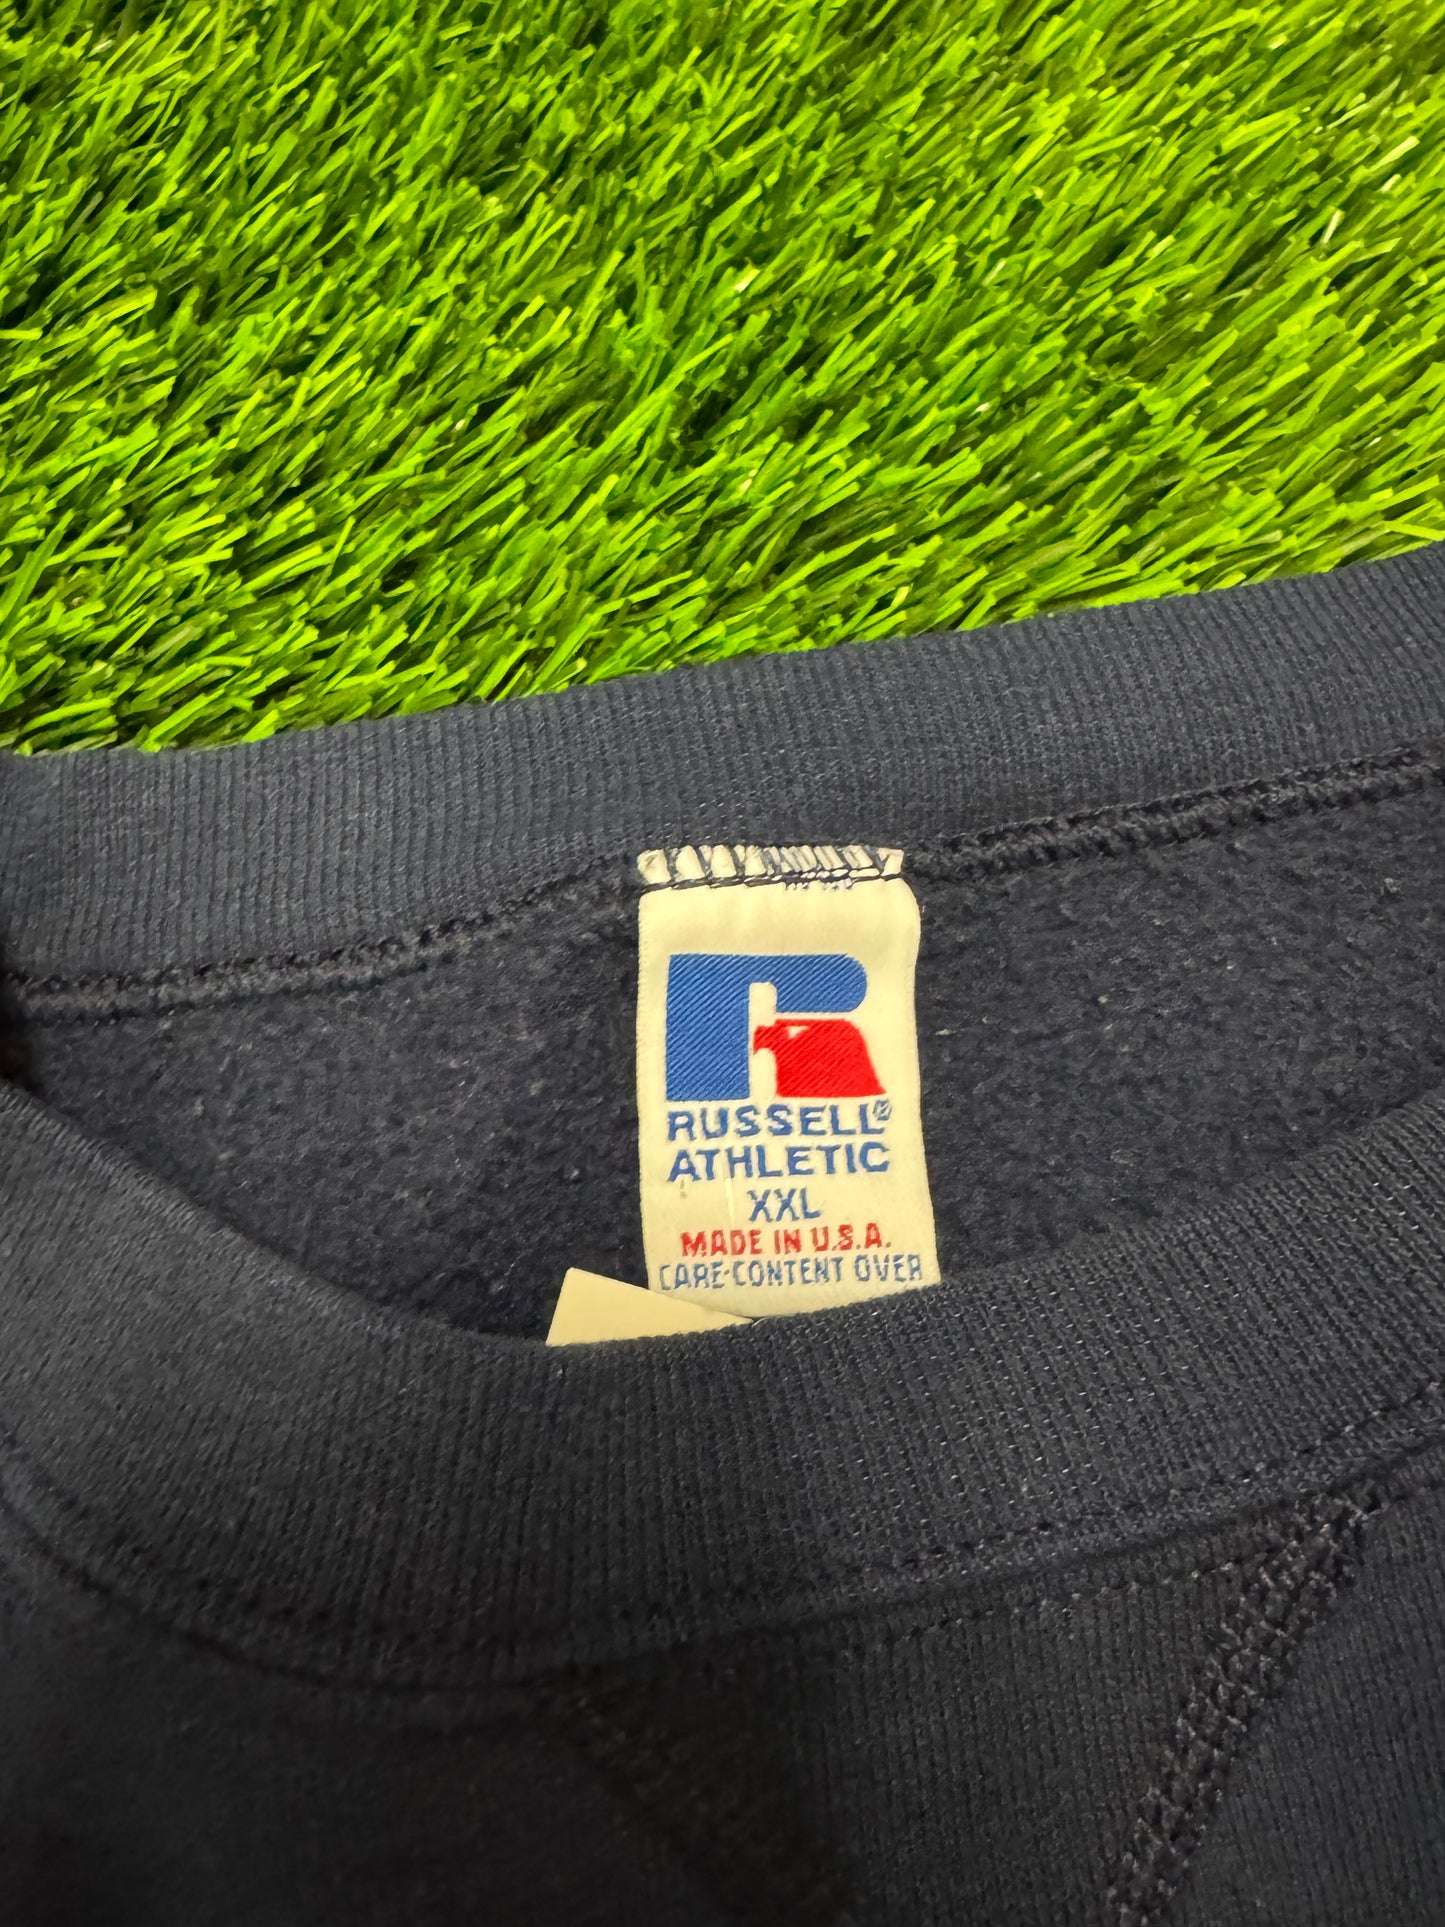 RUSSELL®
ATHLETIC
XXL
MADE IN U.S.A.
CARE-CONTENT OVER